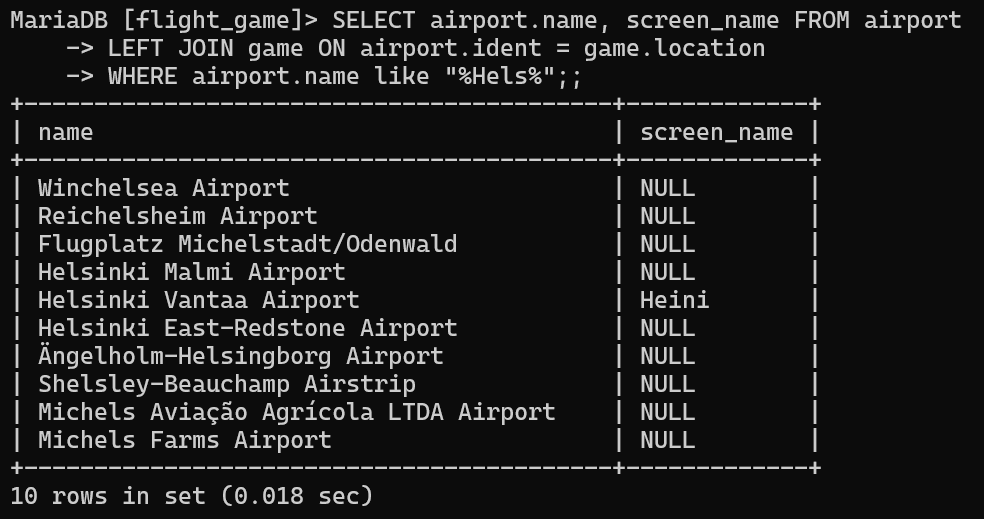 MariaDB [flight_game]> SELECT airport.name, screen_name FROM airport
    -> LEFT JOIN game ON airport.ident = game.location
    -> WHERE airport.name like "%Hels%";;
+------------------------------------------+-------------+
| name                                     | screen_name |
+------------------------------------------+-------------+
| Winchelsea Airport                       | NULL        |
| Reichelsheim Airport                     | NULL        |
| Flugplatz Michelstadt/Odenwald           | NULL        |
| Helsinki Malmi Airport                   | NULL        |
| Helsinki Vantaa Airport                  | Heini       |
| Helsinki East-Redstone Airport           | NULL        |
| Ängelholm-Helsingborg Airport            | NULL        |
| Shelsley-Beauchamp Airstrip              | NULL        |
| Michels Aviação Agrícola LTDA Airport    | NULL        |
| Michels Farms Airport                    | NULL        |
+------------------------------------------+-------------+
10 rows in set (0.018 sec)